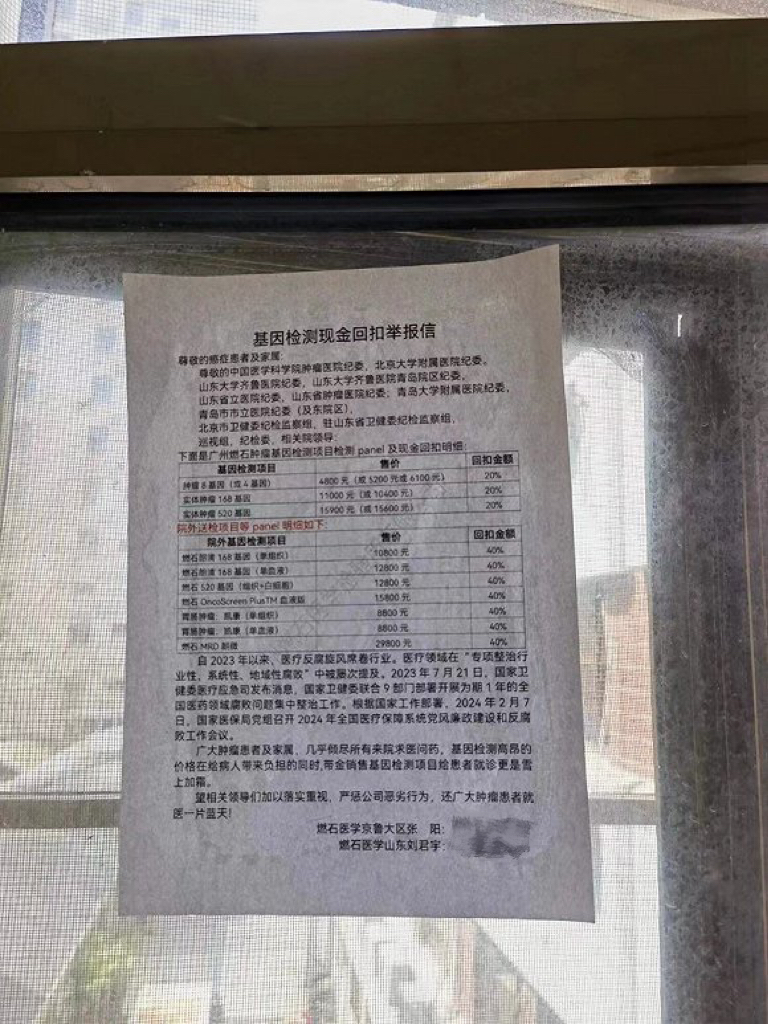 基因检测现金回扣举报信
尊敬的癌症患者及家属:
尊敬的中国医学科学院肿瘤医院纪委，北京大学附属医院纪委。
山东大学齐鲁医院纪委，山东大学齐鲁医院青岛院区纪委，
山东省立医院纪委，山东省肿瘤医院纪委；青岛大学附属医院纪委，
青岛市市立医院纪委（及东院区），
北京市卫健委纪检监察组，驻山东省卫健委纪检监察组，
巡视组，纪检委，相关院领导：
下面是广州燃石肿瘤基因检测项目检测 panel 及现金回扣明细:
基因检测项目 售价 回扣金额
肿瘤 8 基因（或 4 基因） 4800 元（或 5200 元或 6100 元） 20%
实体肿瘤 168 基因 11000 元（或 10400 元） 20%
实体肿瘤 520 基因 15900 元（或 15600 元） 20%
院外送检项目等 panel 明细如下:
院外基因检测项目 售价 回扣金额
燃石朗清 168 基因（单组织） 10800 元 40%
燃石朗清 168 基因（单血液） 12800 元 40%
燃石 520 基因（组织+白细胞） 12800 元 40%
燃石 OncoScreen PlusTM 血液版 15800 元 40%
胃肠肿瘤：凯康（单组织） 8800 元 40%
胃肠肿瘤：凯康（单血液） 8800 元 40%
燃石 MRD 朗微 29800 元 40%
自 2023 年以来、医疗反腐旋风席卷行业。医疗领域在“专项整治行
业性，系统性、地域性腐败”中被屡次提及。2023 年 7 月 21 日，国家卫
健委医疗应急司发布消息，国家卫健委联合 9 部门部署开展为期 1 年的全
国医药领域腐败问题集中整治工作。根据国家工作部署，2024 年 2 月 7
日，国家医保局党组召开 2024 年全国医疗保障系统党风廉政建设和反腐
败工作会议。
广大肿瘤患者及家属，几乎倾尽所有来院求医问药，基因检测高昂的
价格在给病人带来负担的同时,带金销售基因检测项目给患者就诊更是雪
上加霜。
望相关领导们加以落实重视，严惩公司恶劣行为，还广大肿瘤患者就
医一片蓝天!
燃石医学京鲁大区张 阳：
燃石医学山东刘君宇：